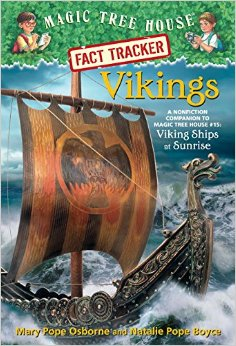 MAGIC TREE HOUSE
FACT TRACKER
Vikings
A NONFICTION
COMPANION TO
MAGIC TREE HOUSE #15:
Viking Ships
at Sunrise
Mary Pope Osborne and Natalie Pope Boyce